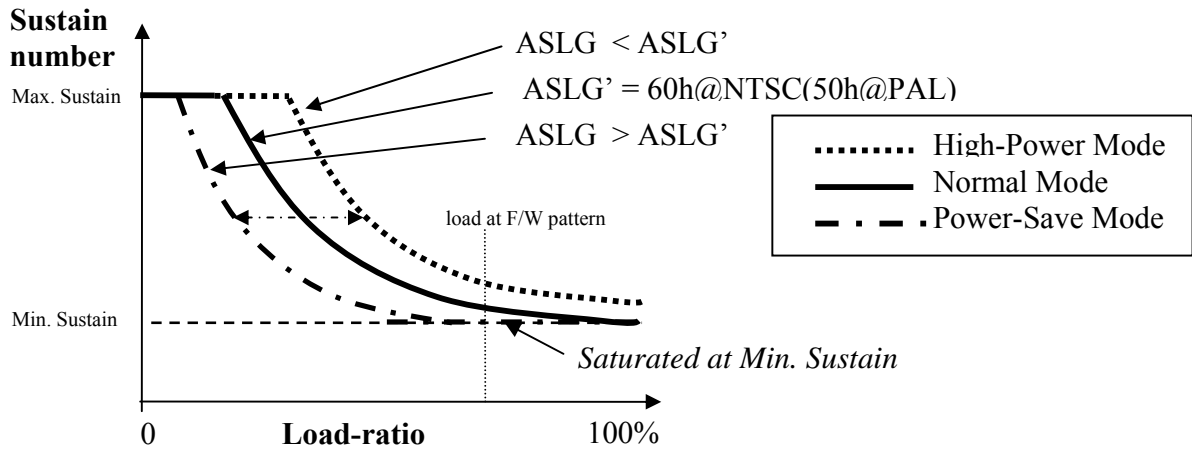 Sustain
number
ASLG < ASLG’
Max. Sustain
ASLG’ = 60h@NTSC(50h@PAL)
ASLG > ASLG’
High-Power Mode
Normal Mode
Power-Save Mode
load at F/W pattern
Min. Sustain
Saturated at Min. Sustain
0
Load-ratio
100%